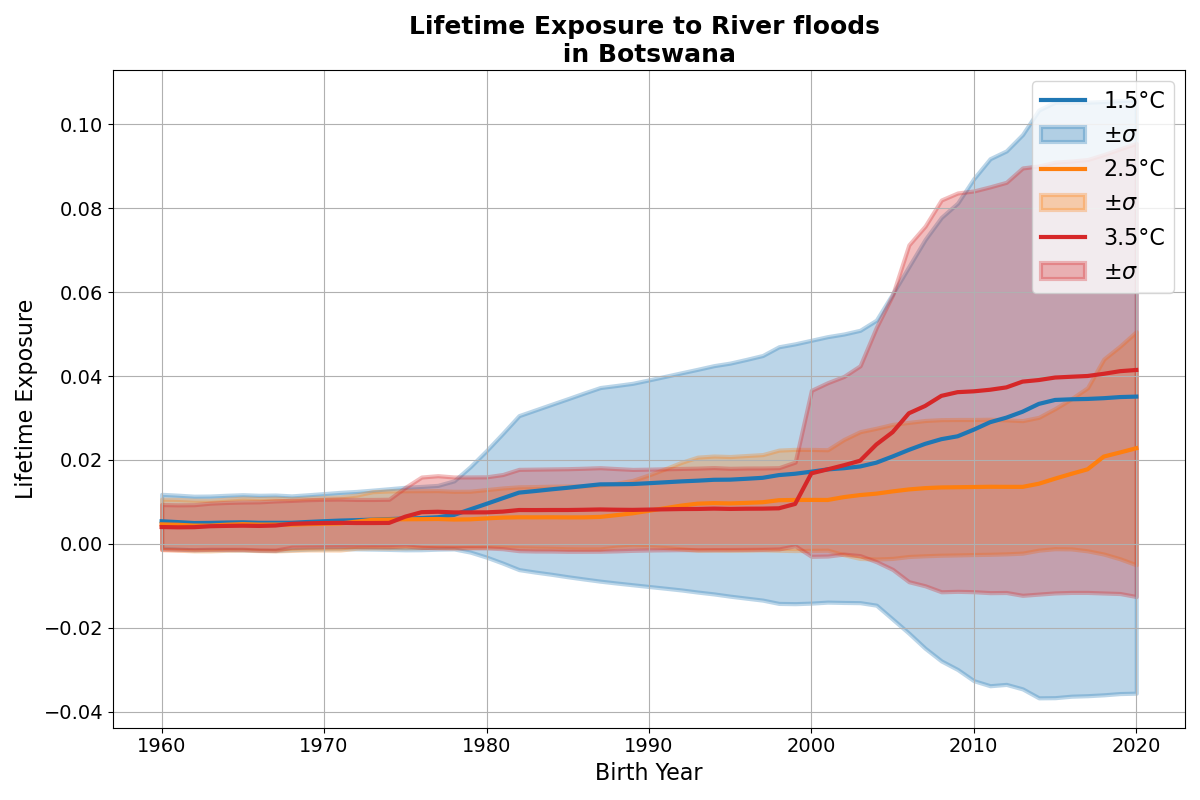 Lifetime Exposure to River floods
in Botswana
Lifetime Exposure
0.10
0.08
0.06
0.04
0.02
0.00
−0.02
−0.04
1.5°C
±σ
2.5°C
±σ
3.5°C
±σ
1960 1970 1980 1990 2000 2010 2020
Birth Year